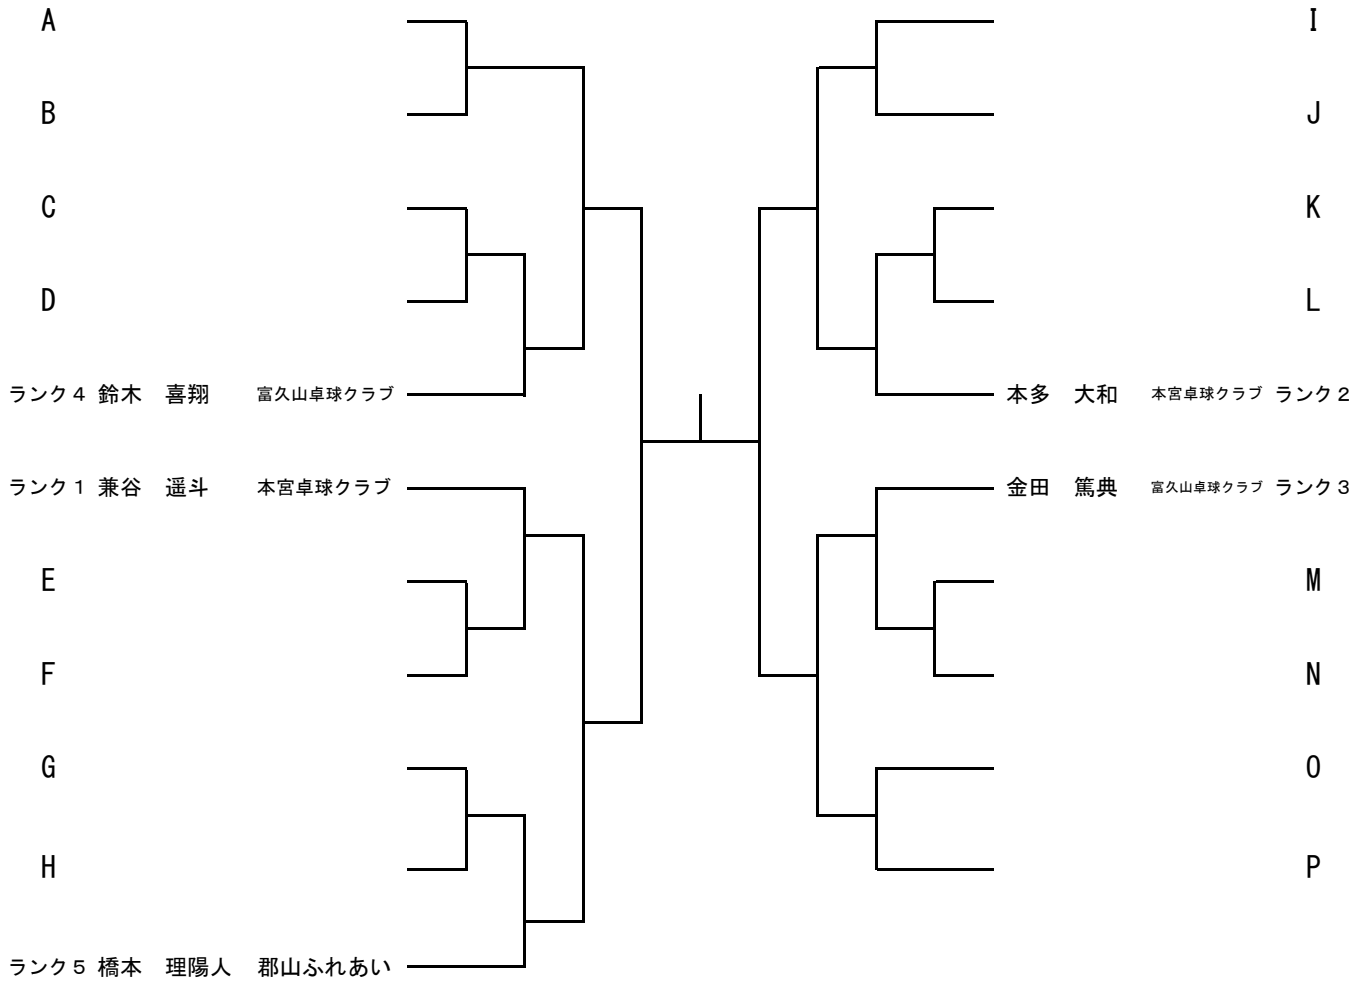 A
B
C
D
ランク４ 鈴木　喜翔　富久山卓球クラブ
ランク１ 兼谷　遥斗　本宮卓球クラブ
E
F
G
H
ランク５ 橋本　理陽人　郡山ふれあい
I
J
K
L
本多　大和　本宮卓球クラブ ランク２
金田　篤典　富久山卓球クラブ ランク３
M
N
O
P